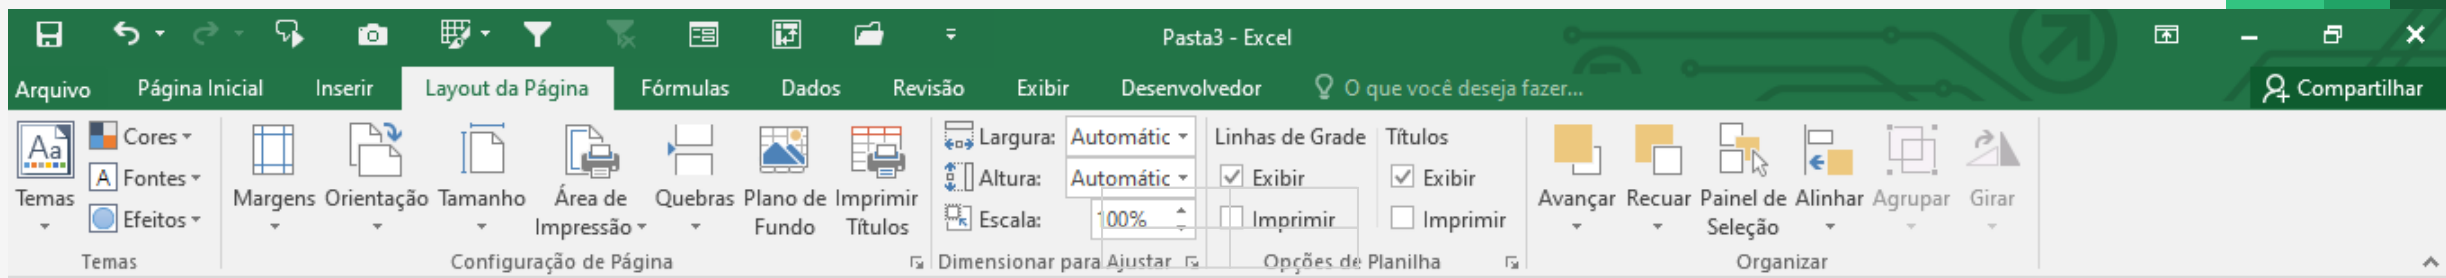 Pasta3 - Excel
Arquivo Página Inicial Inserir Layout da Página Fórmulas Dados Revisão Exibir Desenvolvedor O que você deseja fazer... Compartilhar
Aa Cores Largura: Automátic Linhas de Grade Títulos
A Fontes Altura: Automátic Exibir Exibir
Temas Margens Orientação Tamanho Área de Impressão Quebras Plano de Fundo Imprimir Títulos Avançar Recuar Painel de Seleção Alinhar Agrupar Girar
Efeitos Escala: 100% Imprimir Imprimir
Temas Configuração de Página Dimensionar para Ajustar Opções de Planilha Organizar